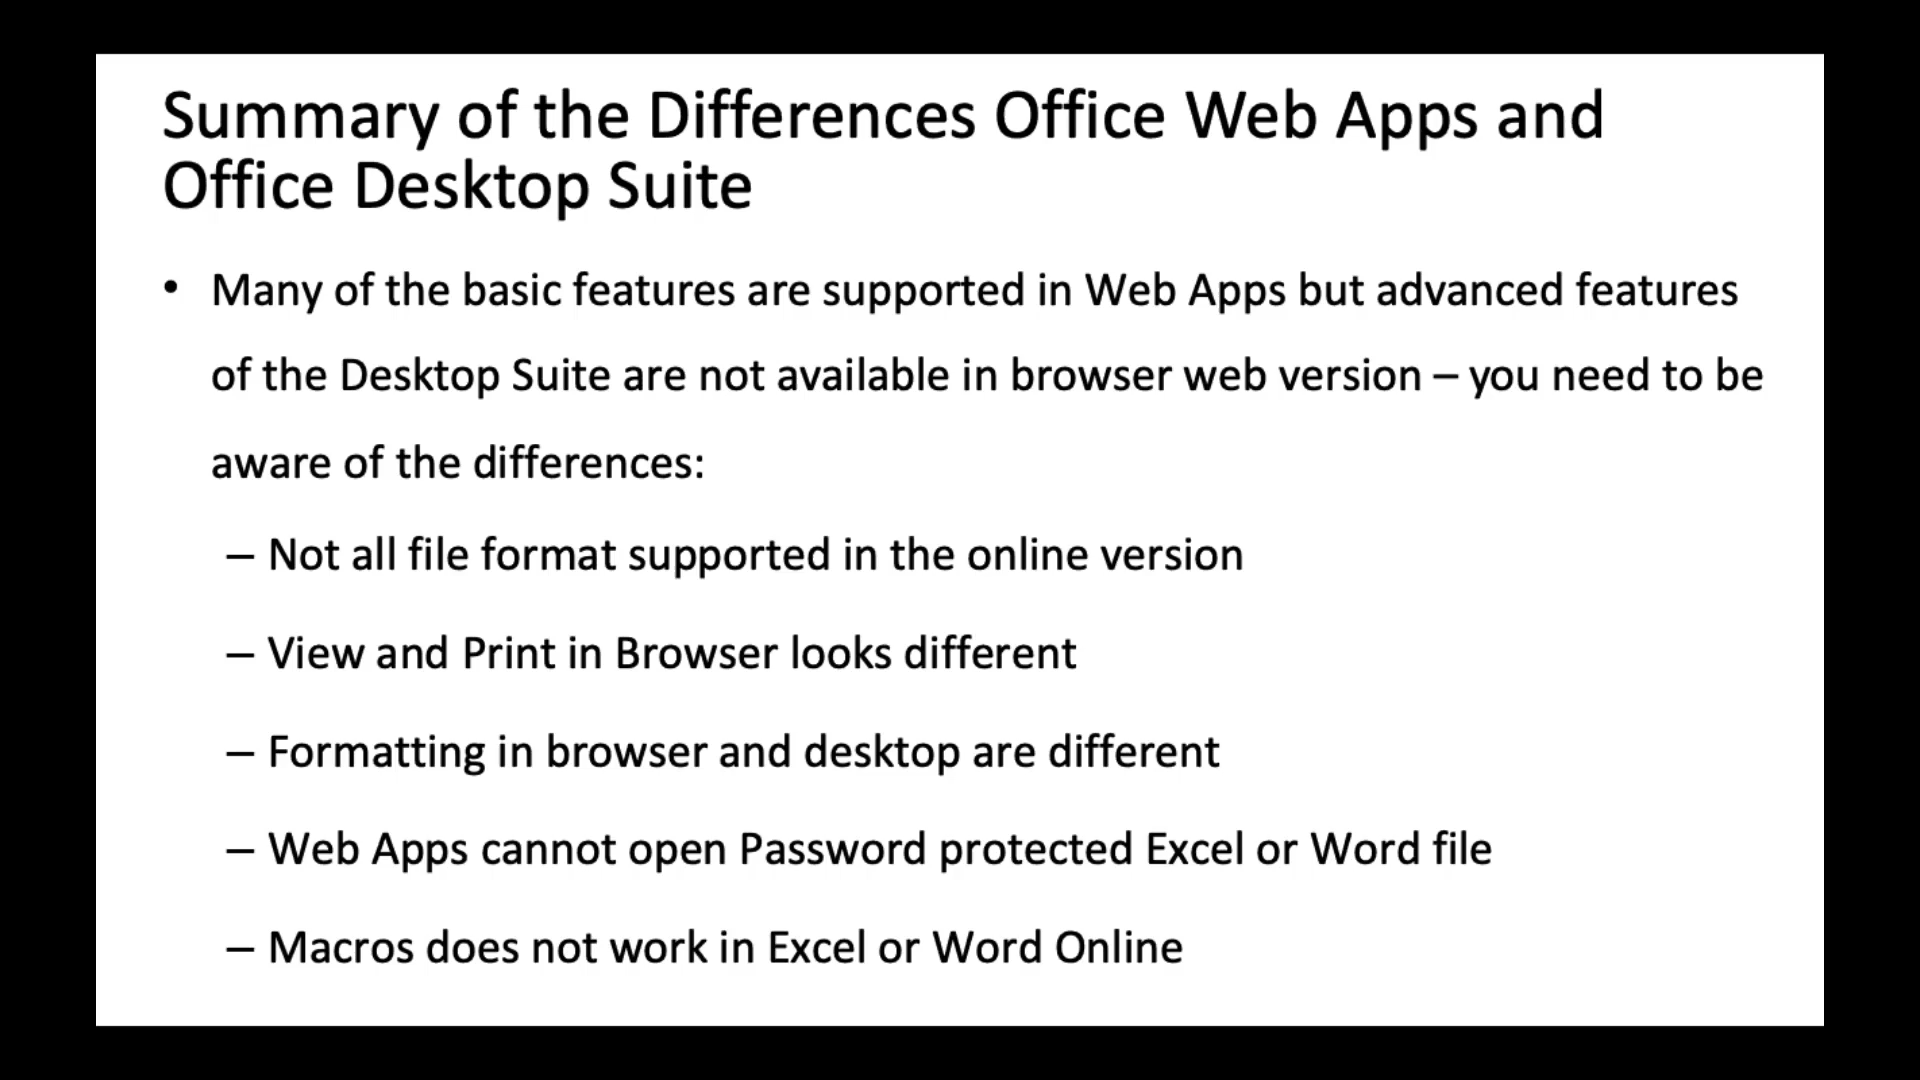 Summary of the Differences Office Web Apps and
Office Desktop Suite
• Many of the basic features are supported in Web Apps but advanced features
of the Desktop Suite are not available in browser web version – you need to be
aware of the differences:
– Not all file format supported in the online version
– View and Print in Browser looks different
– Formatting in browser and desktop are different
– Web Apps cannot open Password protected Excel or Word file
– Macros does not work in Excel or Word Online